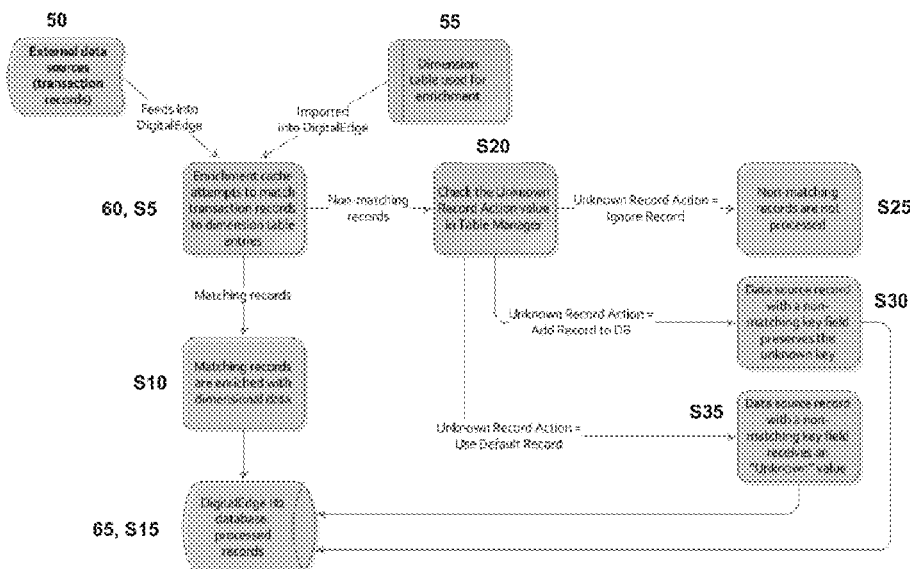 50
External data
sources
(transaction
records)
55
Dimension
table used for
enrichment
Feeds into
DigitalEdge
Imported
into DigitalEdge
S20
60, S5
Enrichment cache
attempts to match
transaction records
to dimension table
entries
Non-matching
records
Check the Unknown
Record Action value
in Table Manager
Unknown Record Action =
Ignore Record
Non-matching
records are not
processed
S25
Matching records
Unknown Record Action =
Add Record to DB
Data source record
with a non-
matching key field
preserves the
unknown key
S30
S10
Matching records
are enriched with
dimensional data
S35
Unknown Record Action =
Use Default Record
Data source record
with a non-
matching key field
receives an
"Unknown" value
65, S15
DigitalEdge
database
processed
records